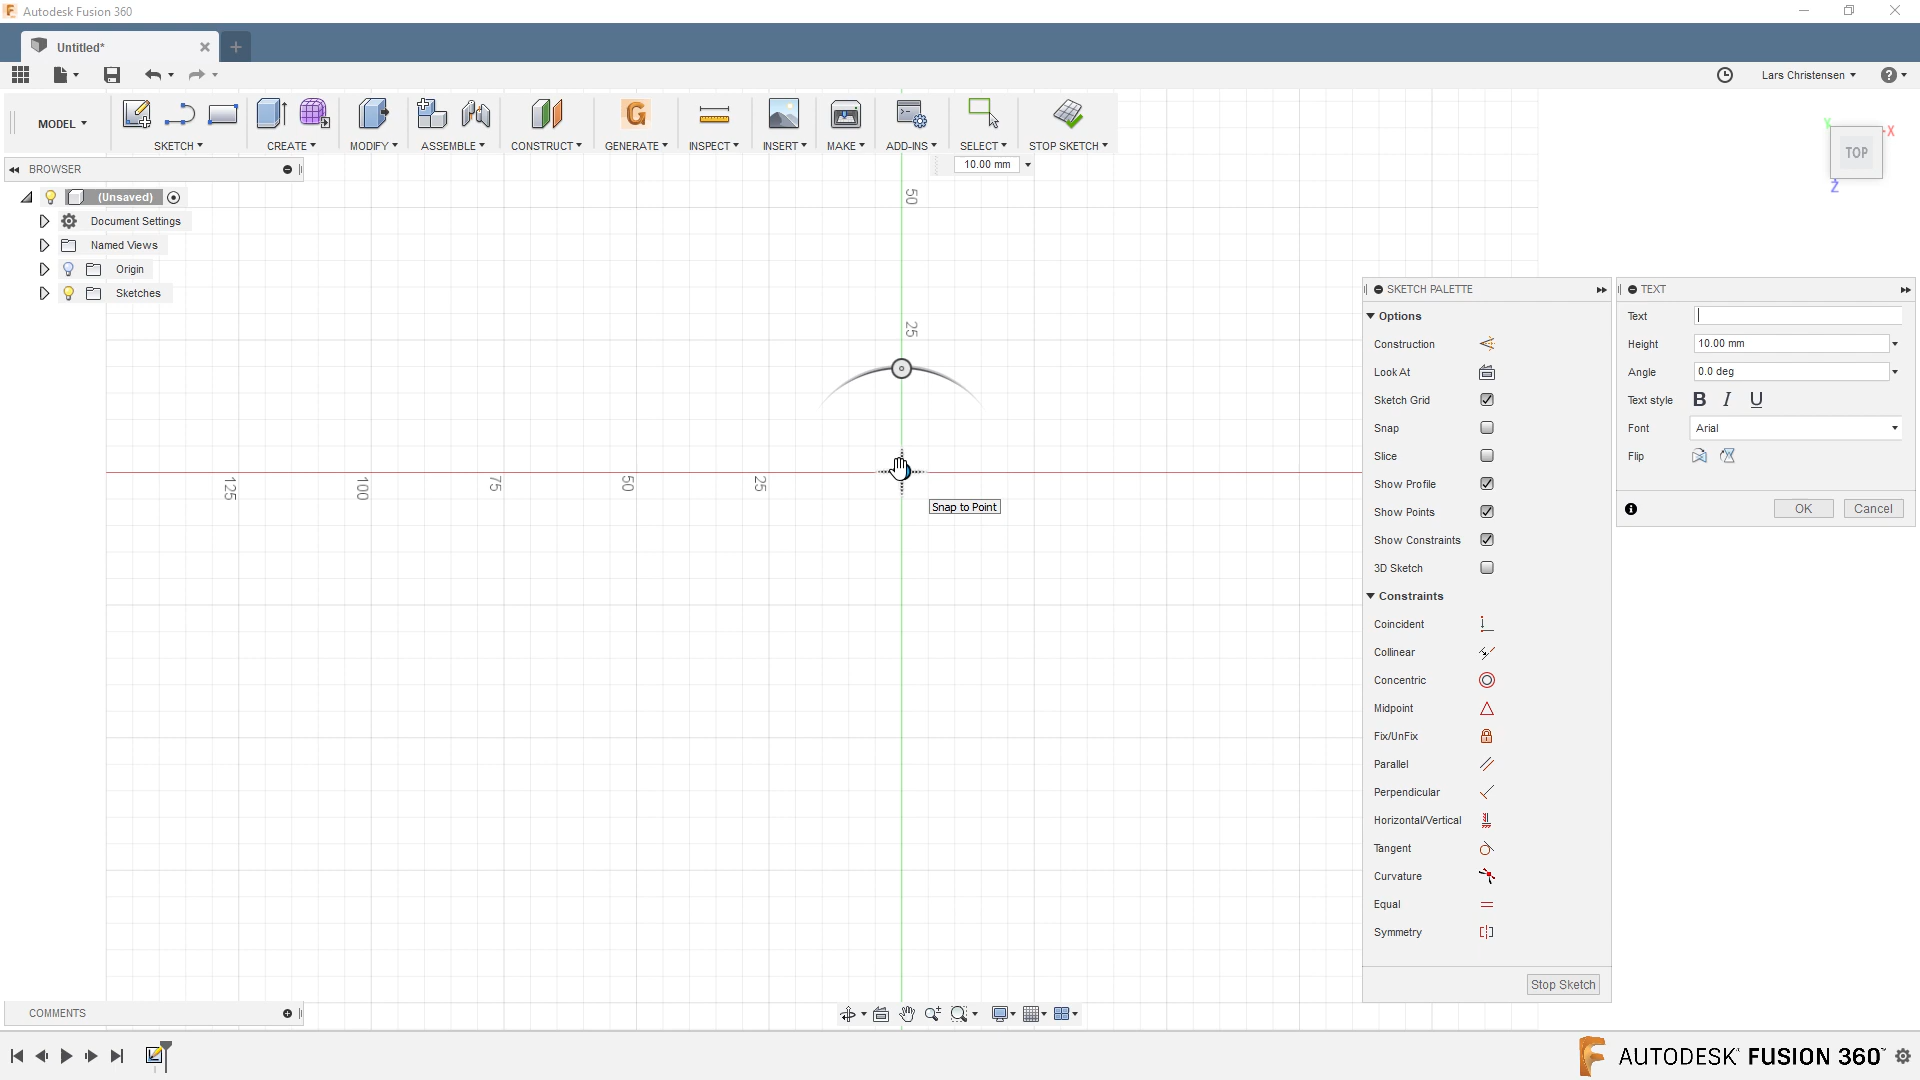 Autodesk Fusion 360
Untitled*
Lars Christensen
MODEL
SKETCH
CREATE
MODIFY
ASSEMBLE
CONSTRUCT
GENERATE
INSPECT
INSERT
MAKE
ADD-INS
SELECT
STOP SKETCH
10.00 mm
Y
X
TOP
Z
BROWSER
(Unsaved)
Document Settings
Named Views
Origin
Sketches
50
25
125
100
75
50
25
Snap to Point
SKETCH PALETTE
Options
Construction
Look At
Sketch Grid
Snap
Slice
Show Profile
Show Points
Show Constraints
3D Sketch
Constraints
Coincident
Collinear
Concentric
Midpoint
Fix/UnFix
Parallel
Perpendicular
Horizontal/Vertical
Tangent
Curvature
Equal
Symmetry
Stop Sketch
TEXT
Text
Height 10.00 mm
Angle 0.0 deg
Text style B I U
Font Arial
Flip
OK Cancel
COMMENTS
AUTODESK FUSION 360™